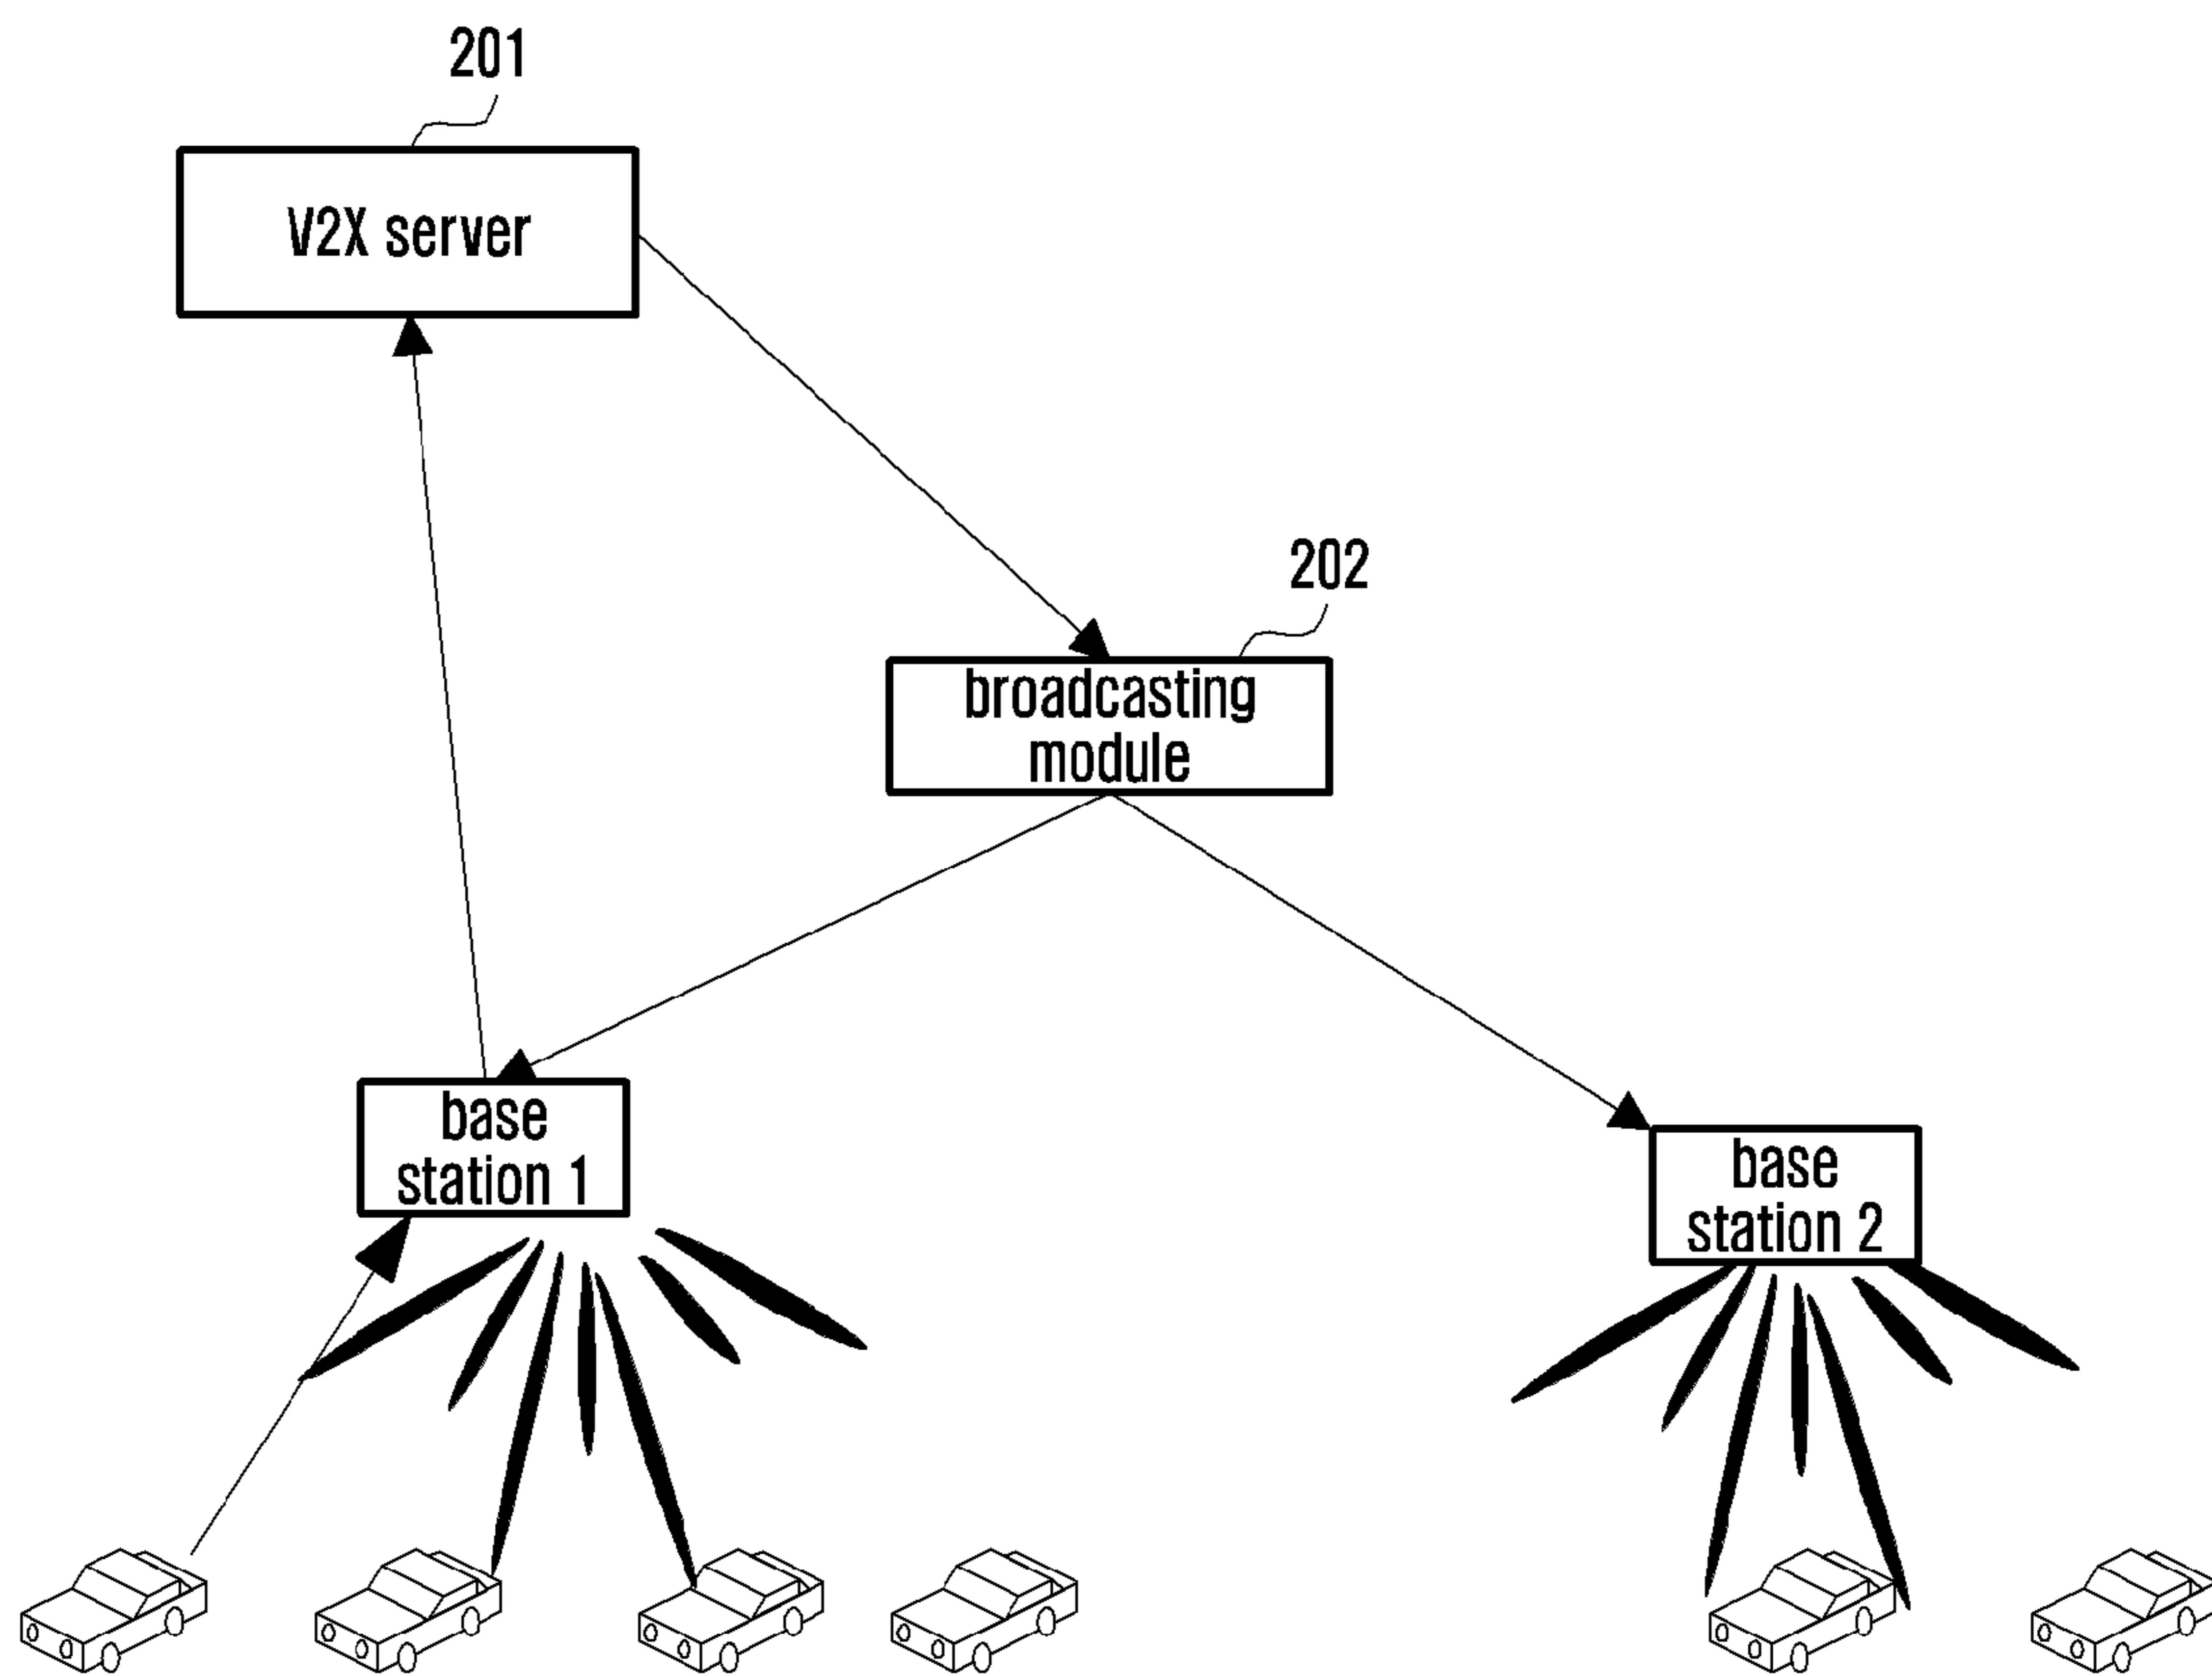 201
V2X server
202
broadcasting
module
base
station 1
base
station 2